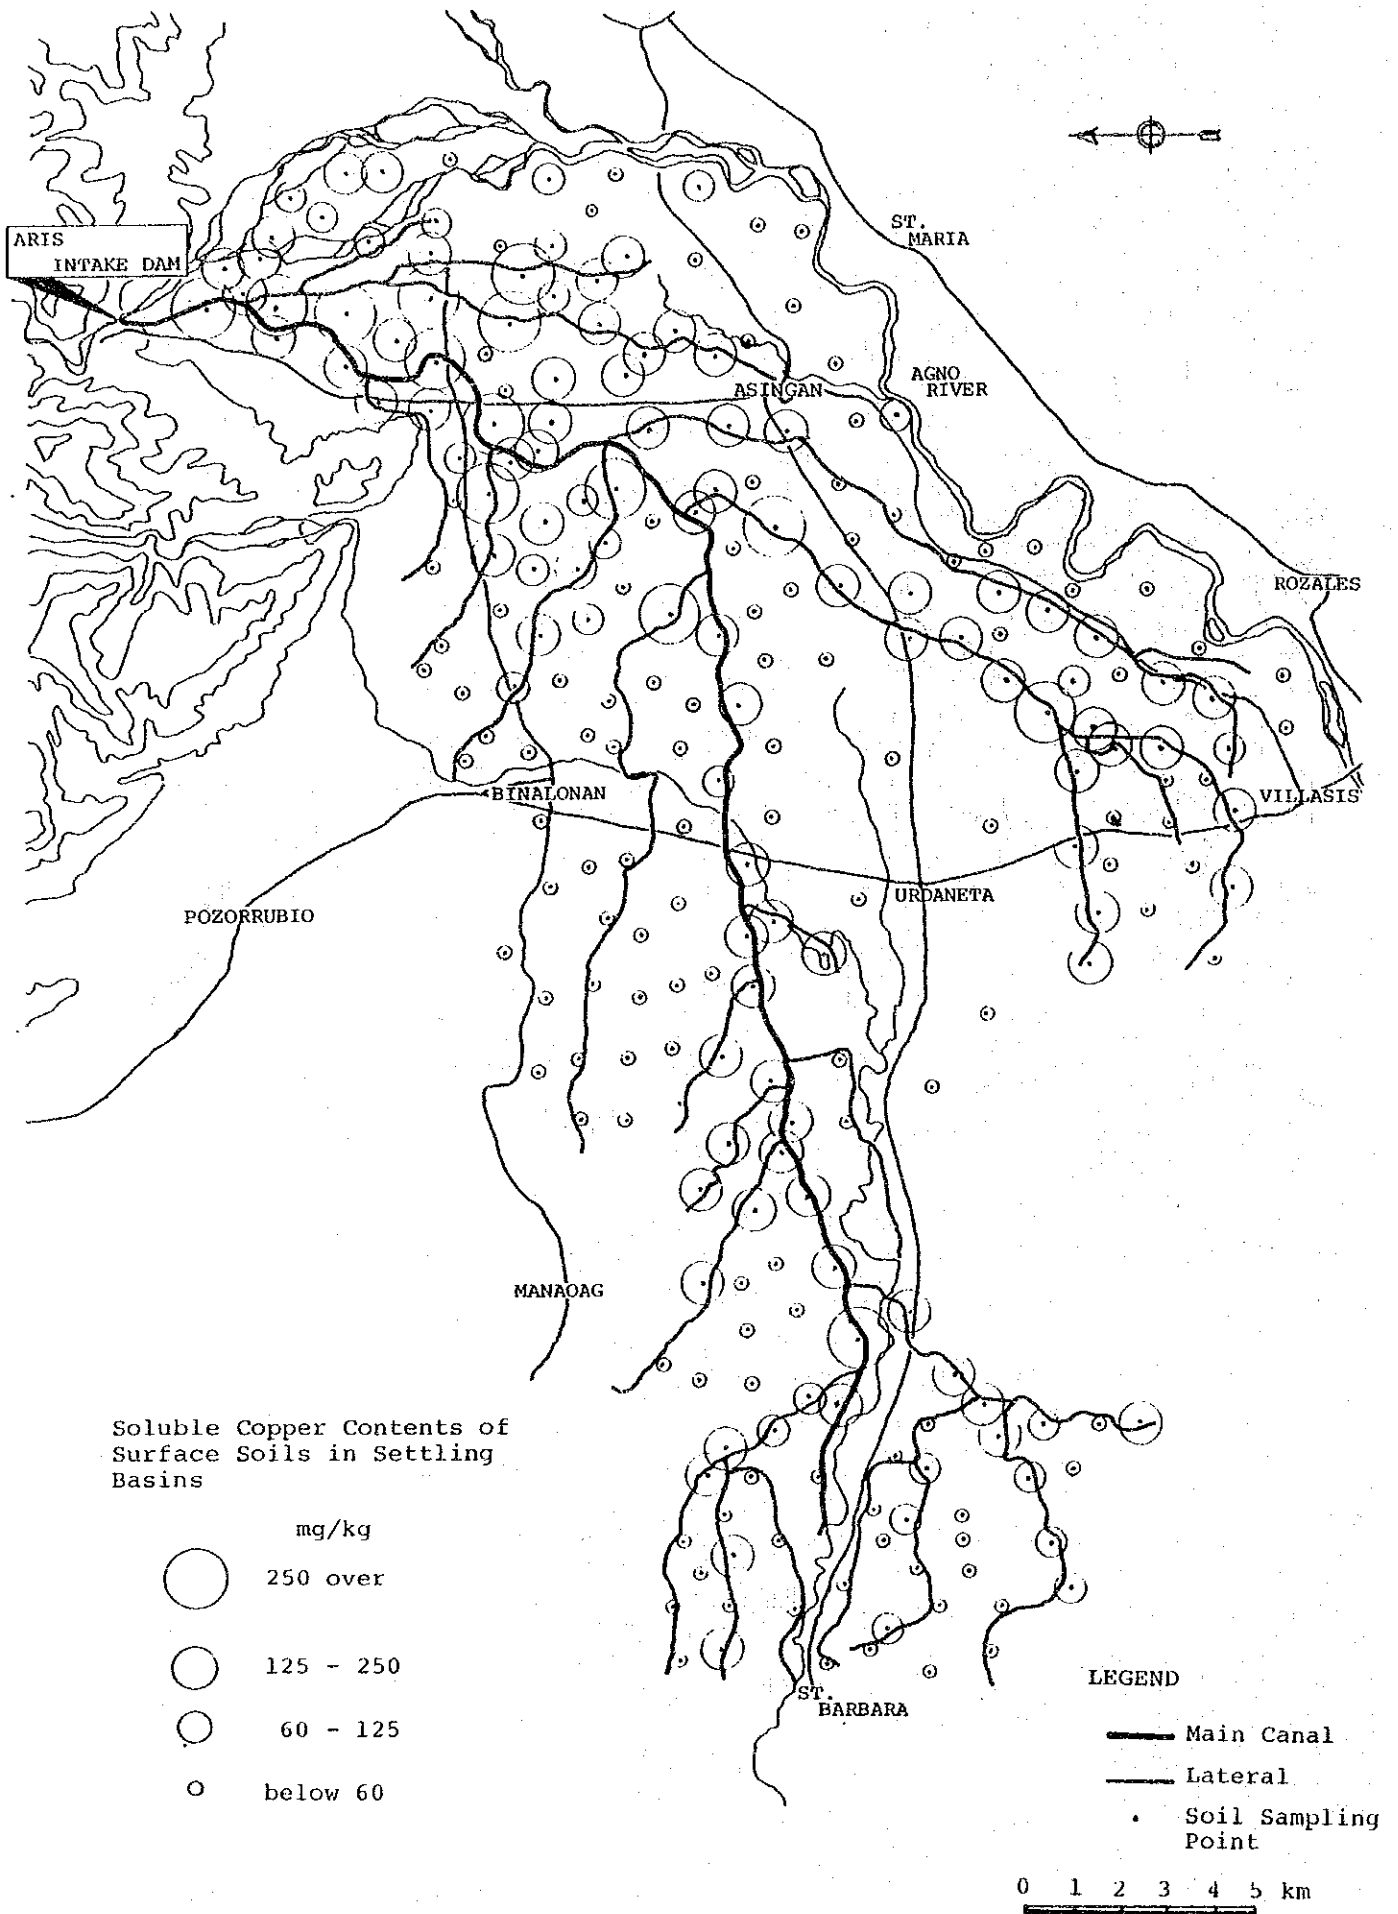 ST.
MARIA
ARIS
INTAKE DAM
AGNO
RIVER
ASINGAN
ROZALES
BINALONAN
VILLASIS
URDANETA
POZORRUBIO
MANAOAG
Soluble Copper Contents of
Surface Soils in Settling
Basins
mg/kg
250 over
125 - 250
60 - 125
below 60
ST.
BARBARA
LEGEND
Main Canal
Lateral
Soil Sampling
Point
0 1 2 3 4 5 km